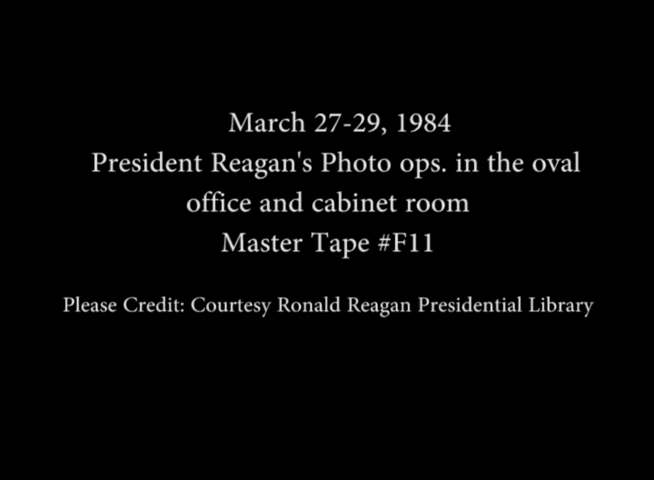 March 27-29, 1984
President Reagan's Photo ops. in the oval
office and cabinet room
Master Tape #F11
Please Credit: Courtesy Ronald Reagan Presidential Library